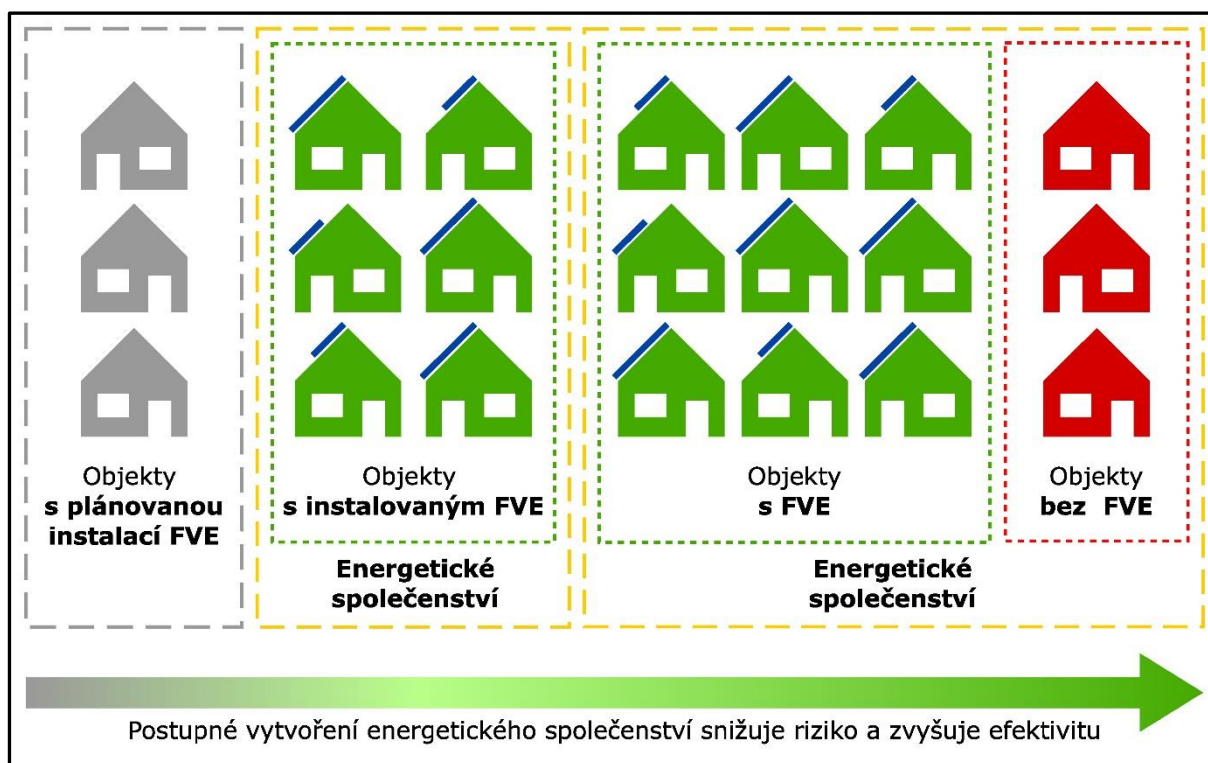 Objekty
s plánovanou
instalací FVE
Objekty
s instalovaným FVE
Energetické
společenství
Objekty
s FVE
Objekty
bez FVE
Energetické
společenství
Postupné vytvoření energetického společenství snižuje riziko a zvyšuje efektivitu